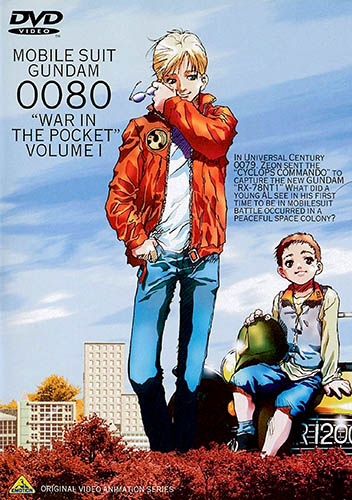 DVD
VIDEO
MOBILE SUIT
GUNDAM
0080
"WAR IN
THE POCKET"
VOLUME I
IN UNIVERSAL CENTURY
0079, ZEON SENT THE
"CYCLOPS COMMANDO" TO
CAPTURE THE NEW GUNDAM
"RX-78NT1" WHAT DID A
YOUNG AL SEE IN HIS FIRST
TIME TO BE IN MOBILESUIT
BATTLE OCCURRED IN A
PEACEFUL SPACE COLONY?
R1200
EMOTION
ORIGINAL VIDEO ANIMATION SERIES